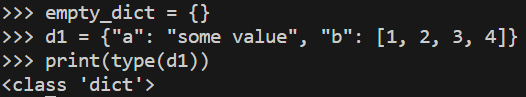 >>> empty_dict = {}
>>> d1 = {"a": "some value", "b": [1, 2, 3, 4]}
>>> print(type(d1))
<class 'dict'>